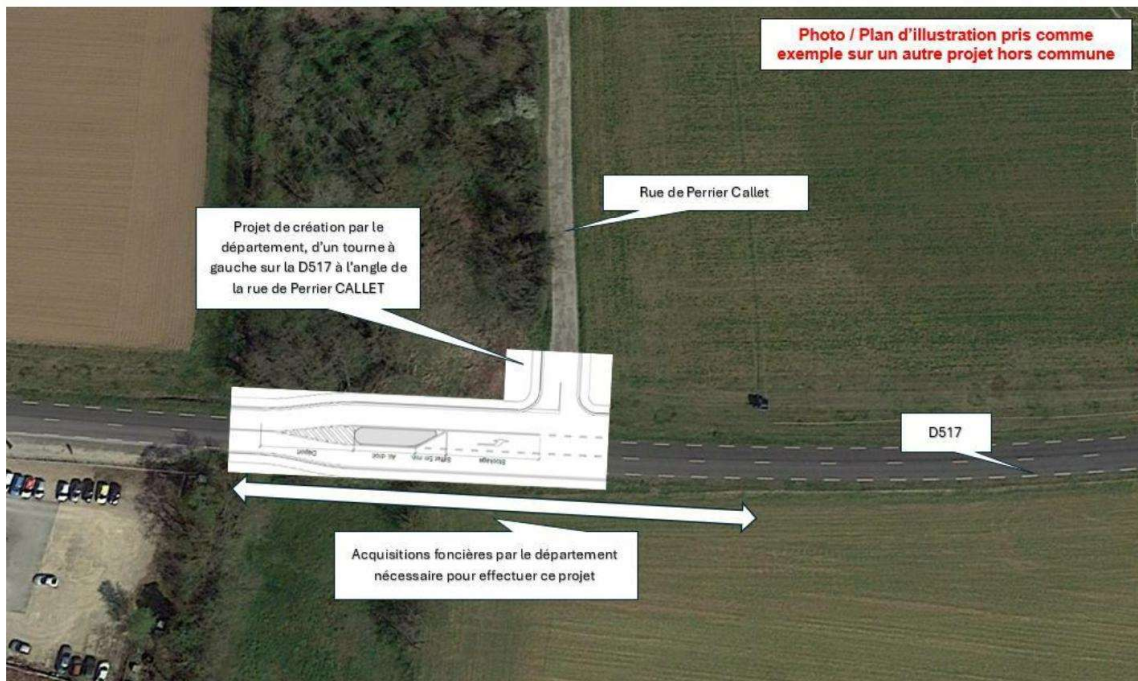 Photo / Plan d'illustration pris comme
exemple sur un autre projet hors commune
Rue de Perrier Callet
Projet de création par le
département, d'un tourne à
gauche sur la D517 à l'angle de
la rue de Perrier CALLET
D517
Déport
Stockage
Acquisitions foncières par le département
nécessaire pour effectuer ce projet